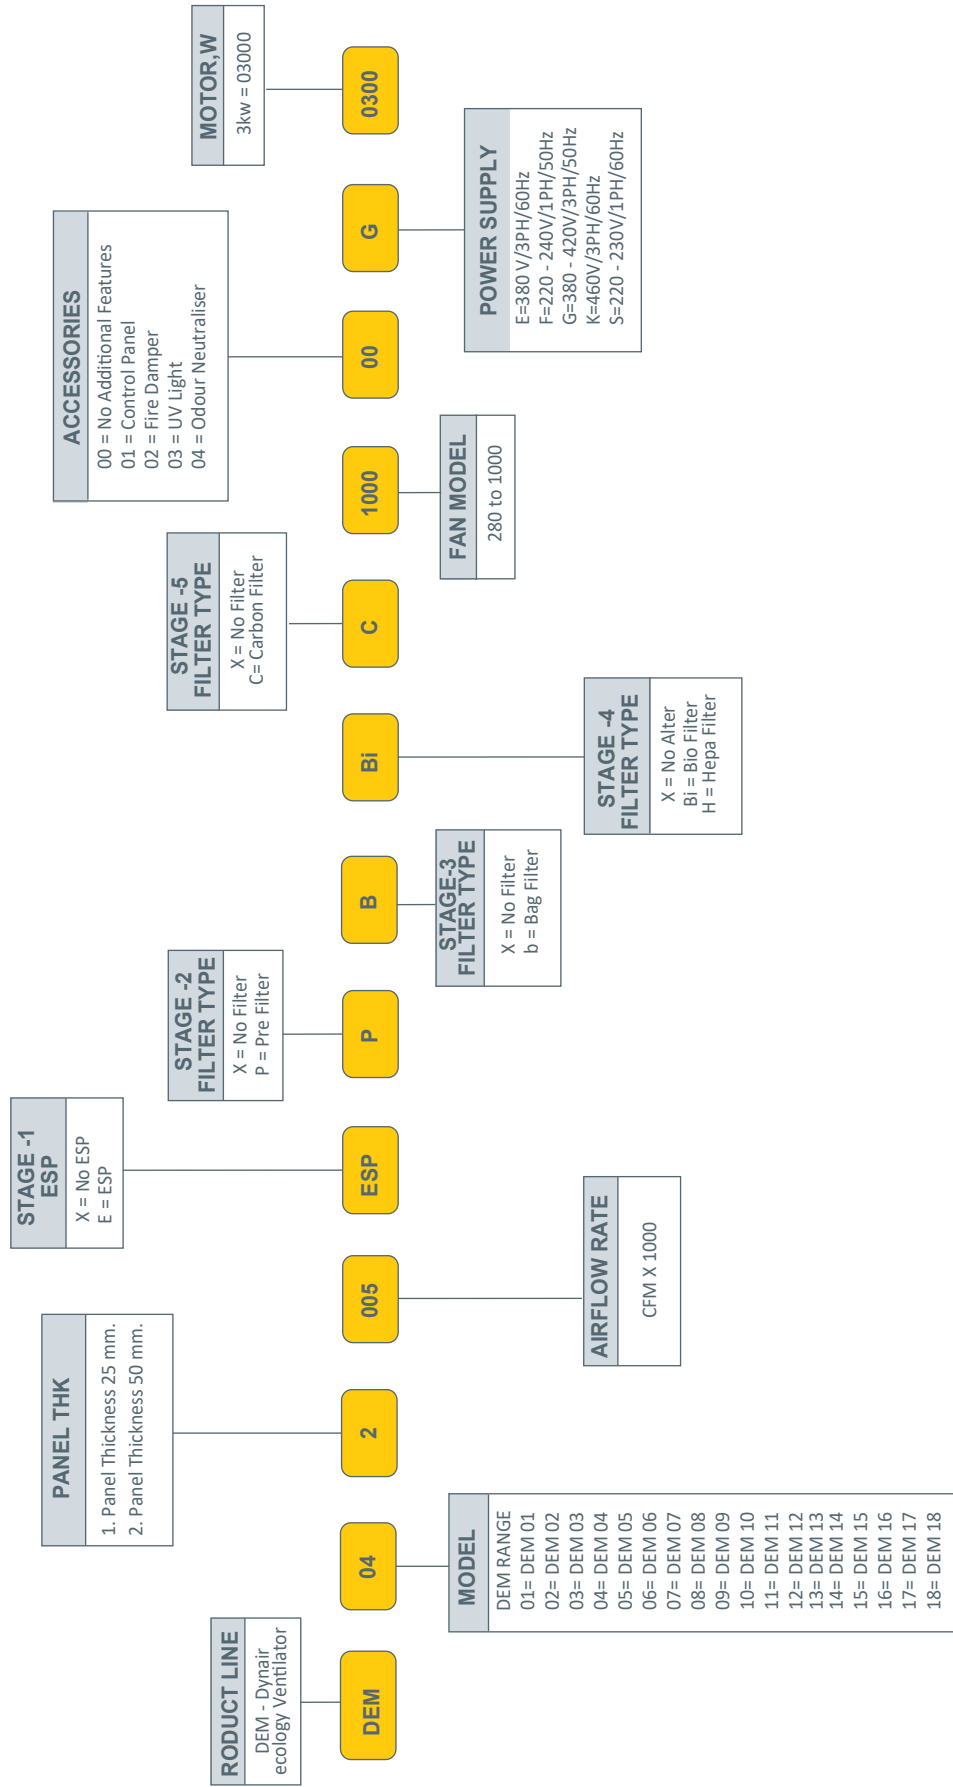 RODUCT LINE
DEM - Dynair
ecology Ventilator
DEM
04
MODEL
DEM RANGE
01= DEM 01
02= DEM 02
03= DEM 03
04= DEM 04
05= DEM 05
06= DEM 06
07= DEM 07
08= DEM 08
09= DEM 09
10= DEM 10
11= DEM 11
12= DEM 12
13= DEM 13
14= DEM 14
15= DEM 15
16= DEM 16
17= DEM 17
18= DEM 18
PANEL THK
1. Panel Thickness 25 mm.
2. Panel Thickness 50 mm.
2
005
AIRFLOW RATE
CFM X 1000
STAGE -1
ESP
X = No ESP
E = ESP
ESP
STAGE -2
FILTER TYPE
X = No Filter
P = Pre Filter
P
B
STAGE-3
FILTER TYPE
X = No Filter
b = Bag Filter
Bi
STAGE -4
FILTER TYPE
X = No Alter
Bi = Bio Filter
H = Hepa Filter
STAGE -5
FILTER TYPE
X = No Filter
C= Carbon Filter
C
1000
FAN MODEL
280 to 1000
ACCESSORIES
00 = No Additional Features
01 = Control Panel
02 = Fire Damper
03 = UV Light
04 = Odour Neutraliser
00
G
POWER SUPPLY
E=380 V/3PH/60Hz
F=220 - 240V/1PH/50Hz
G=380 - 420V/3PH/50Hz
K=460V/3PH/60Hz
S=220 - 230V/1PH/60Hz
MOTOR,W
3kw = 03000
0300